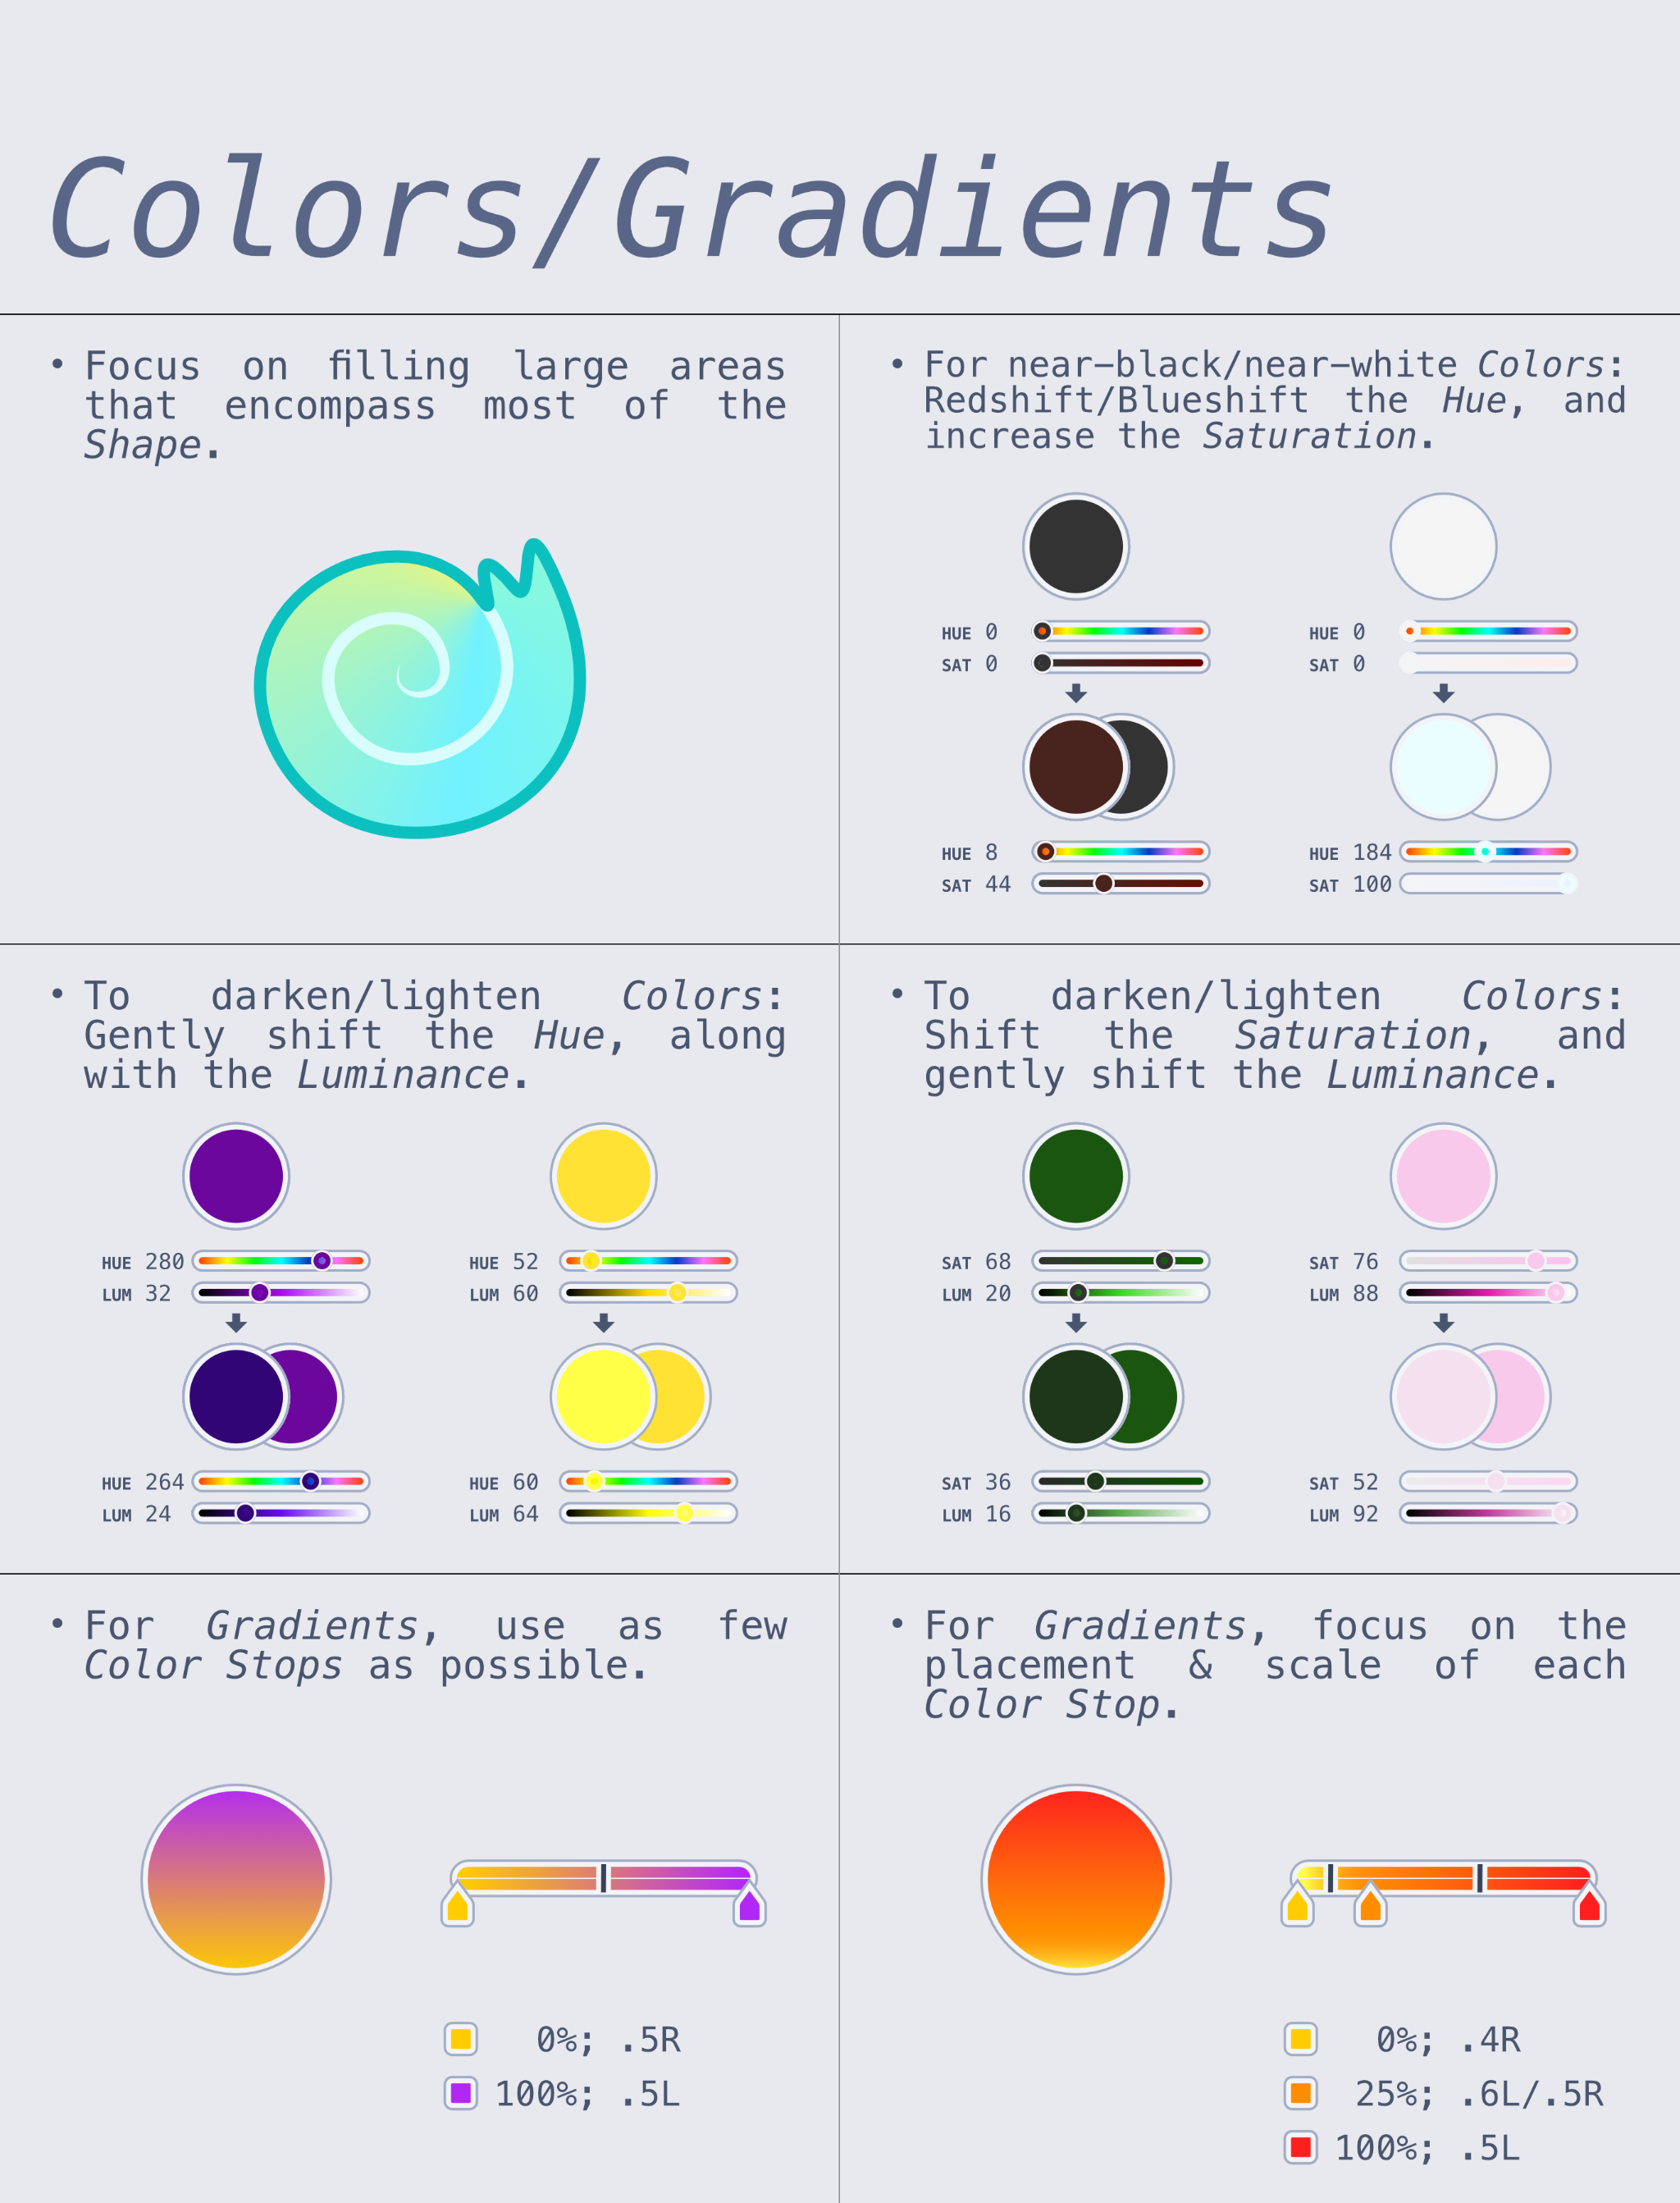 Colors/Gradients
• Focus on filling large areas
that encompass most of the
Shape.
• For near-black/near-white Colors:
Redshift/Blueshift the Hue, and
increase the Saturation.
HUE 0
SAT 0
HUE 0
SAT 0
HUE 8
SAT 44
HUE 184
SAT 100
• To darken/lighten Colors:
Gently shift the Hue, along
with the Luminance.
HUE 280
LUM 32
HUE 52
LUM 60
HUE 264
LUM 24
HUE 60
LUM 64
• To darken/lighten Colors:
Shift the Saturation, and
gently shift the Luminance.
SAT 68
LUM 20
SAT 76
LUM 88
SAT 36
LUM 16
SAT 52
LUM 92
• For Gradients, use as few
Color Stops as possible.
0%; .5R
100%; .5L
• For Gradients, focus on the
placement & scale of each
Color Stop.
0%; .4R
25%; .6L/.5R
100%; .5L